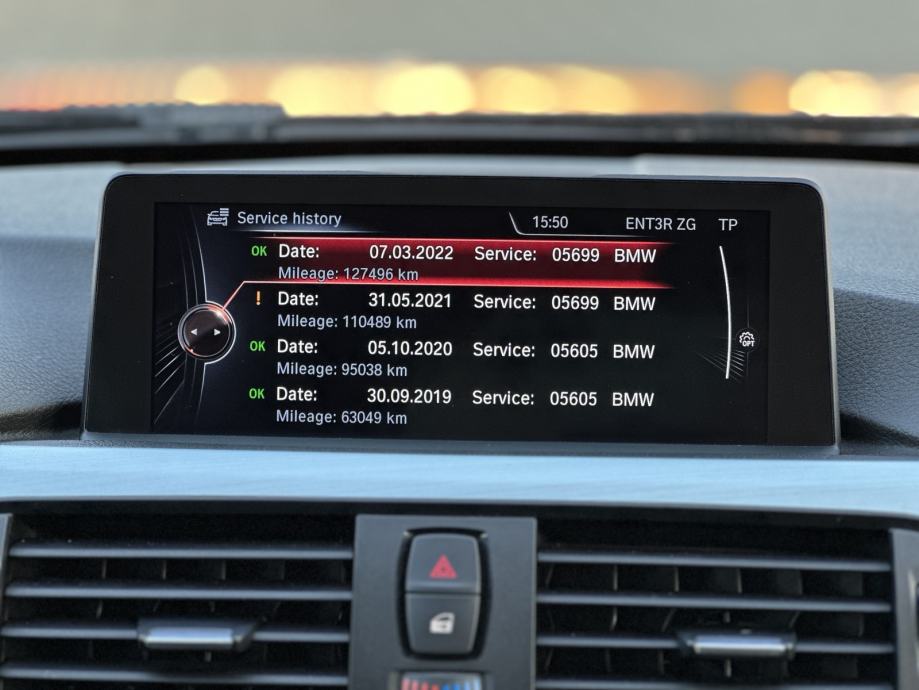 Service history 15:50 ENT3R ZG TP
OK Date: 07.03.2022 Service: 05699 BMW
Mileage: 127496 km
! Date: 31.05.2021 Service: 05699 BMW
Mileage: 110489 km
OK Date: 05.10.2020 Service: 05605 BMW
Mileage: 95038 km
OPT
OK Date: 30.09.2019 Service: 05605 BMW
Mileage: 63049 km